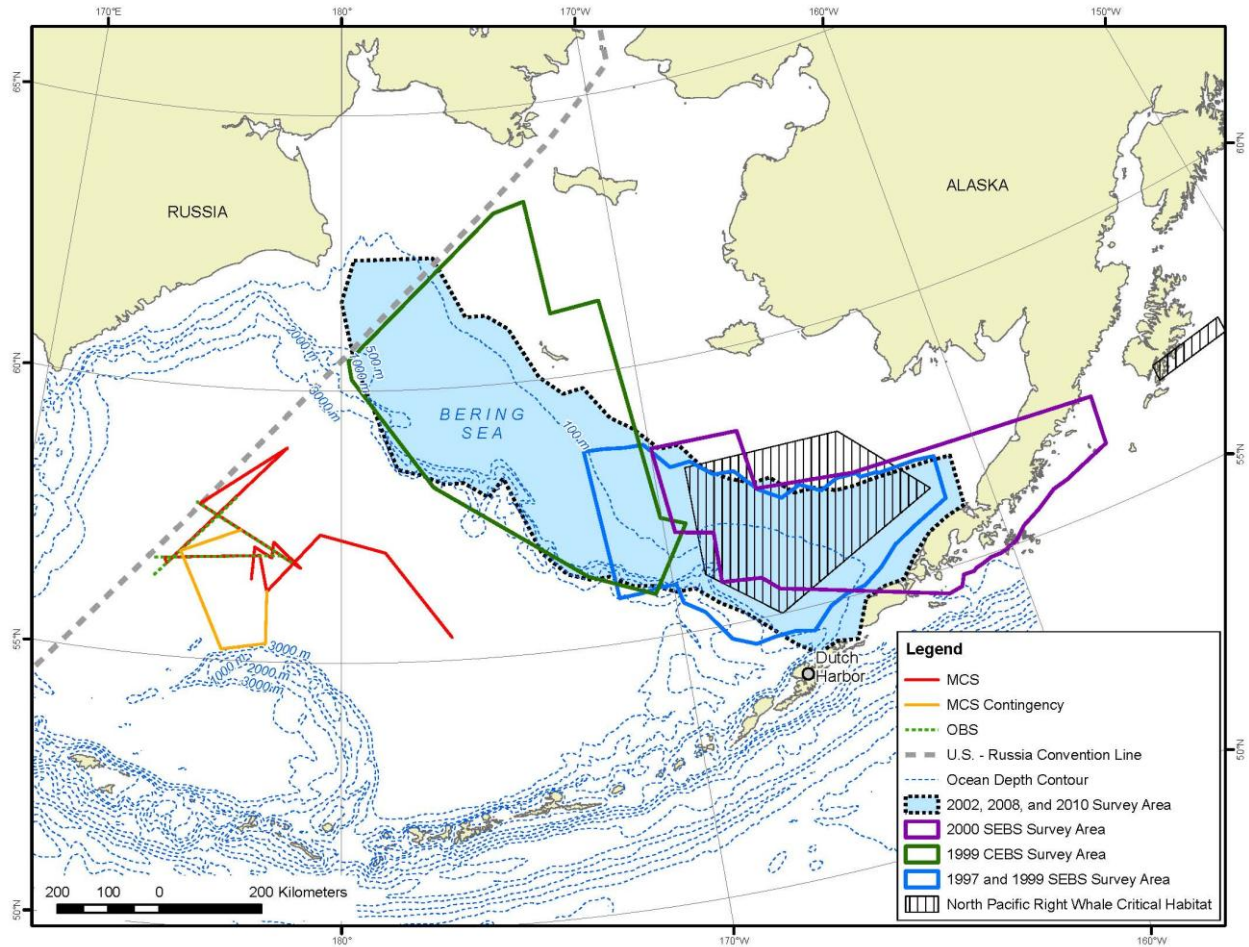 170°E
180°
170°W
160°W
150°W
65°N
60°N
RUSSIA
ALASKA
2000 m
500 m
1000 m
3000 m
60°N
BERING
SEA
100 m
55°N
55°N
3000 m
1000 m
2000 m
3000 m
Dutch
Harbor
50°N
Legend
MCS
MCS Contingency
OBS
U.S. - Russia Convention Line
Ocean Depth Contour
2002, 2008, and 2010 Survey Area
2000 SEBS Survey Area
1999 CEBS Survey Area
1997 and 1999 SEBS Survey Area
North Pacific Right Whale Critical Habitat
200 100 0 200 Kilometers
50°N
180°
170°W
160°W